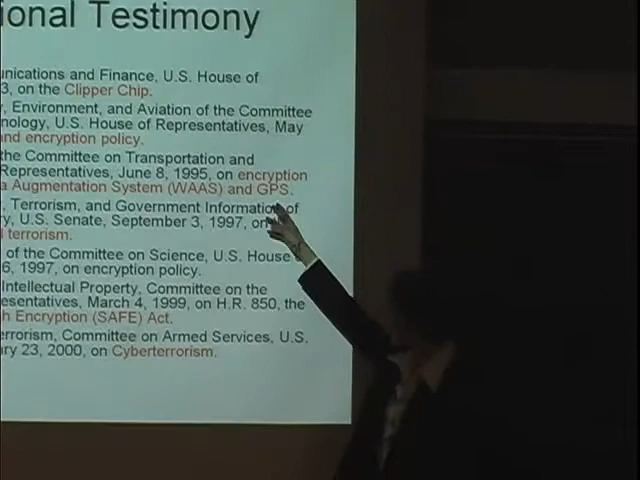 ional Testimony
nications and Finance, U.S. House of
3, on the Clipper Chip.
, Environment, and Aviation of the Committee
nology, U.S. House of Representatives, May
nd encryption policy.
the Committee on Transportation and
Representatives, June 8, 1995, on encryption
a Augmentation System (WAAS) and GPS.
, Terrorism, and Government Information of
y, U.S. Senate, September 3, 1997, on
d terrorism.
of the Committee on Science, U.S. House
6, 1997, on encryption policy.
Intellectual Property, Committee on the
esentatives, March 4, 1999, on H.R. 850, the
h Encryption (SAFE) Act.
errorism, Committee on Armed Services, U.S.
ry 23, 2000, on Cyberterrorism.